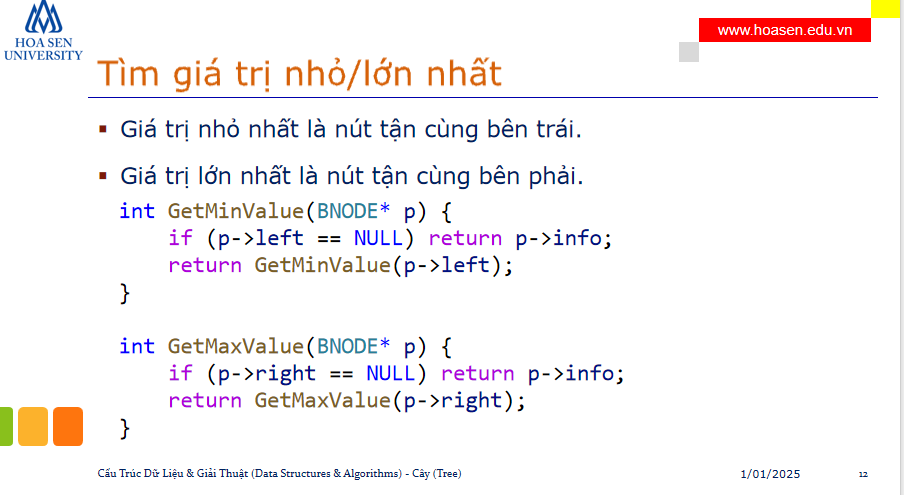 HOA SEN
UNIVERSITY
www.hoasen.edu.vn
Tìm giá trị nhỏ/lớn nhất
▪ Giá trị nhỏ nhất là nút tận cùng bên trái.
▪ Giá trị lớn nhất là nút tận cùng bên phải.
int GetMinValue(BNODE* p) {
    if (p->left == NULL) return p->info;
    return GetMinValue(p->left);
}
int GetMaxValue(BNODE* p) {
    if (p->right == NULL) return p->info;
    return GetMaxValue(p->right);
}
Cấu Trúc Dữ Liệu & Giải Thuật (Data Structures & Algorithms) - Cây (Tree)
1/01/2025
12